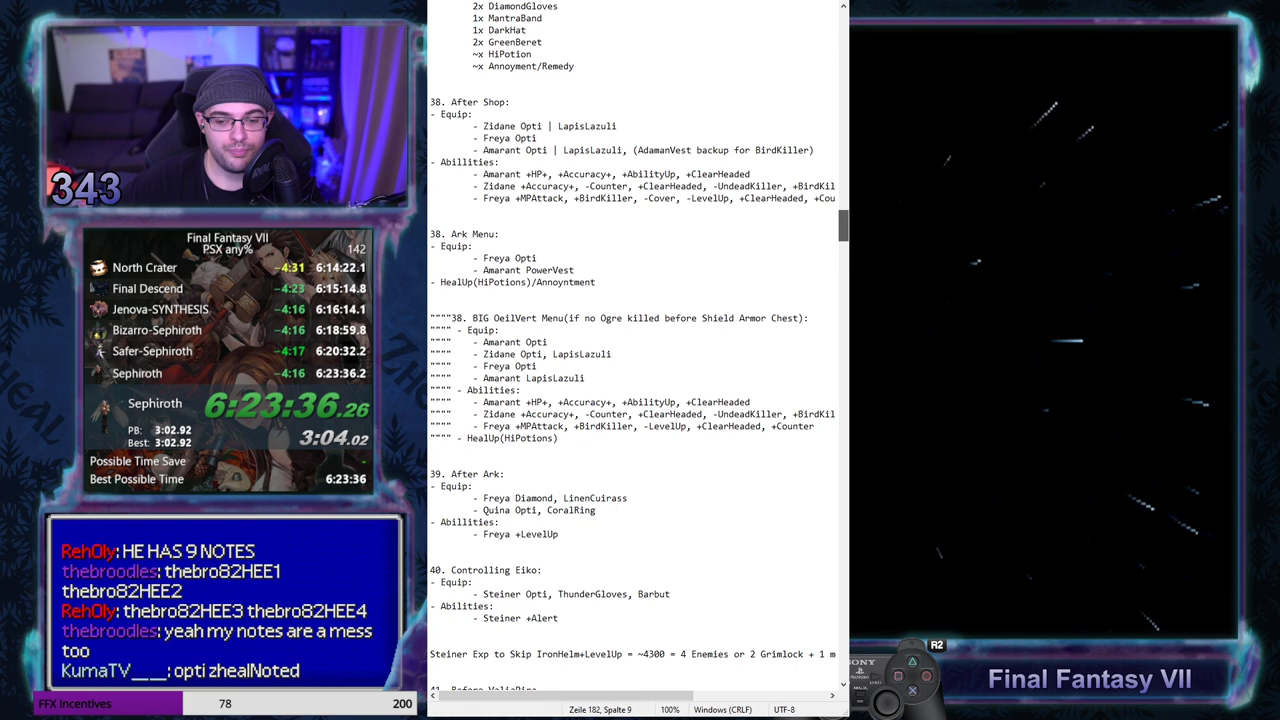 343
Final Fantasy VII
PSX any% 142
North Crater -4:31 6:14:22.1
Final Descend -4:23 6:15:14.8
Jenova-SYNTHESIS -4:16 6:16:14.1
Bizarro-Sephiroth -4:16 6:18:59.8
Safer-Sephiroth -4:17 6:20:32.2
Sephiroth -4:16 6:23:36.2
Sephiroth 6:23:36.26
PB: 3:02.92
Best: 3:02.92
3:04.02
Possible Time Save -
Best Possible Time 6:23:36
RehOly: HE HAS 9 NOTES
thebroodles: thebro82HEE1
thebro82HEE2
RehOly: thebro82HEE3 thebro82HEE4
thebroodles: yeah my notes are a mess
too
KumaTV___: opti zhealNoted
FFX Incentives 78 200
2x DiamondGloves
1x MantraBand
1x DarkHat
2x GreenBeret
~x HiPotion
~x Annoyment/Remedy
38. After Shop:
- Equip:
- Zidane Opti | LapisLazuli
- Freya Opti
- Amarant Opti | LapisLazuli, (AdamanVest backup for BirdKiller)
- Abillities:
- Amarant +HP+, +Accuracy+, +AbilityUp, +ClearHeaded
- Zidane +Accuracy+, -Counter, +ClearHeaded, -UndeadKiller, +BirdKil
- Freya +MPAttack, +BirdKiller, -Cover, -LevelUp, +ClearHeaded, +Cou
38. Ark Menu:
- Equip:
- Freya Opti
- Amarant PowerVest
- HealUp(HiPotions)/Annoyntment
""""38. BIG OeilVert Menu(if no Ogre killed before Shield Armor Chest):
"""" - Equip:
"""" - Amarant Opti
"""" - Zidane Opti, LapisLazuli
"""" - Freya Opti
"""" - Amarant LapisLazuli
"""" - Abilities:
"""" - Amarant +HP+, +Accuracy+, +AbilityUp, +ClearHeaded
"""" - Zidane +Accuracy+, -Counter, +ClearHeaded, -UndeadKiller, +BirdKil
"""" - Freya +MPAttack, +BirdKiller, -LevelUp, +ClearHeaded, +Counter
"""" - HealUp(HiPotions)
39. After Ark:
- Equip:
- Freya Diamond, LinenCuirass
- Quina Opti, CoralRing
- Abillities:
- Freya +LevelUp
40. Controlling Eiko:
- Equip:
- Steiner Opti, ThunderGloves, Barbut
- Abilities:
- Steiner +Alert
Steiner Exp to Skip IronHelm+LevelUp = ~4300 = 4 Enemies or 2 Grimlock + 1 m
Zeile 182, Spalte 9 100% Windows (CRLF) UTF-8
R2
SONY
Final Fantasy VII